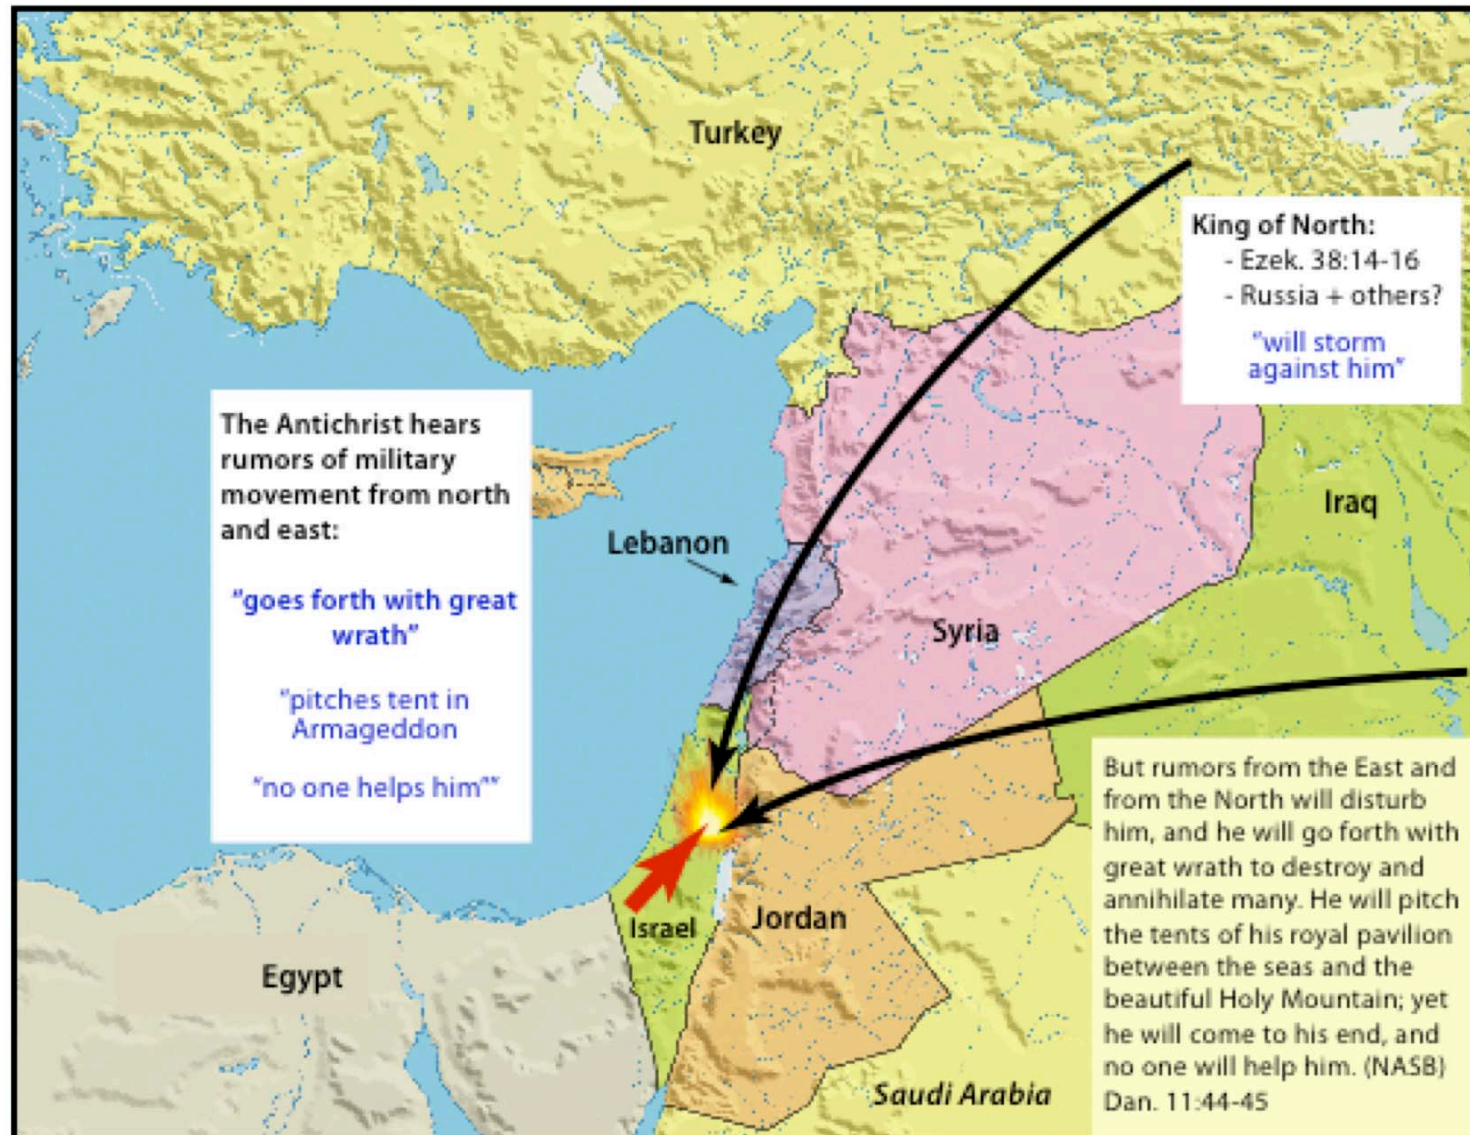 Turkey
King of North:
- Ezek. 38:14-16
- Russia + others?
"will storm
against him"
The Antichrist hears
rumors of military
movement from north
and east:
"goes forth with great
wrath"
"pitches tent in
Armageddon
"no one helps him""
Lebanon
Iraq
Syria
But rumors from the East and
from the North will disturb
him, and he will go forth with
great wrath to destroy and
annihilate many. He will pitch
the tents of his royal pavilion
between the seas and the
beautiful Holy Mountain; yet
he will come to his end, and
no one will help him. (NASB)
Dan. 11:44-45
Israel
Jordan
Egypt
Saudi Arabia